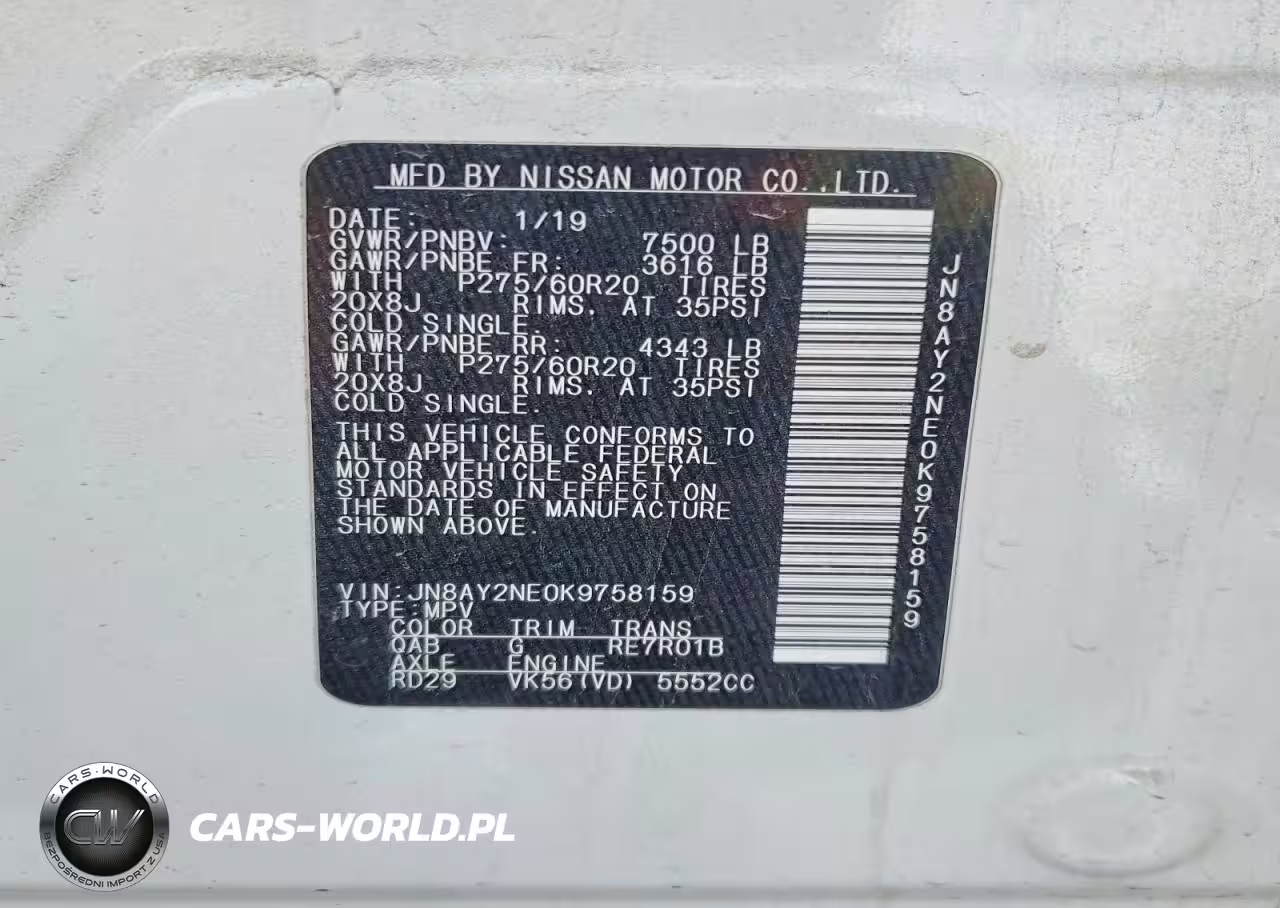 MFD BY NISSAN MOTOR CO.,LTD.
DATE: 1/19
GVWR/PNBV: 7500 LB
GAWR/PNBE FR: 3616 LB
WITH P275/60R20 TIRES
20X8J RIMS. AT 35PSI
COLD SINGLE.
GAWR/PNBE RR: 4343 LB
WITH P275/60R20 TIRES
20X8J RIMS. AT 35PSI
COLD SINGLE.
THIS VEHICLE CONFORMS TO
ALL APPLICABLE FEDERAL
MOTOR VEHICLE SAFETY
STANDARDS IN EFFECT ON
THE DATE OF MANUFACTURE
SHOWN ABOVE.
VIN:JN8AY2NE0K9758159
TYPE:MPV
COLOR TRIM TRANS
QAB G RE7R01B
AXLE ENGINE
RD29 VK56(VD) 5552CC
JN8AY2NE0K9758159
CARS-WORLD
CW
BEZPOŚREDNI IMPORT Z USA
CARS-WORLD.PL